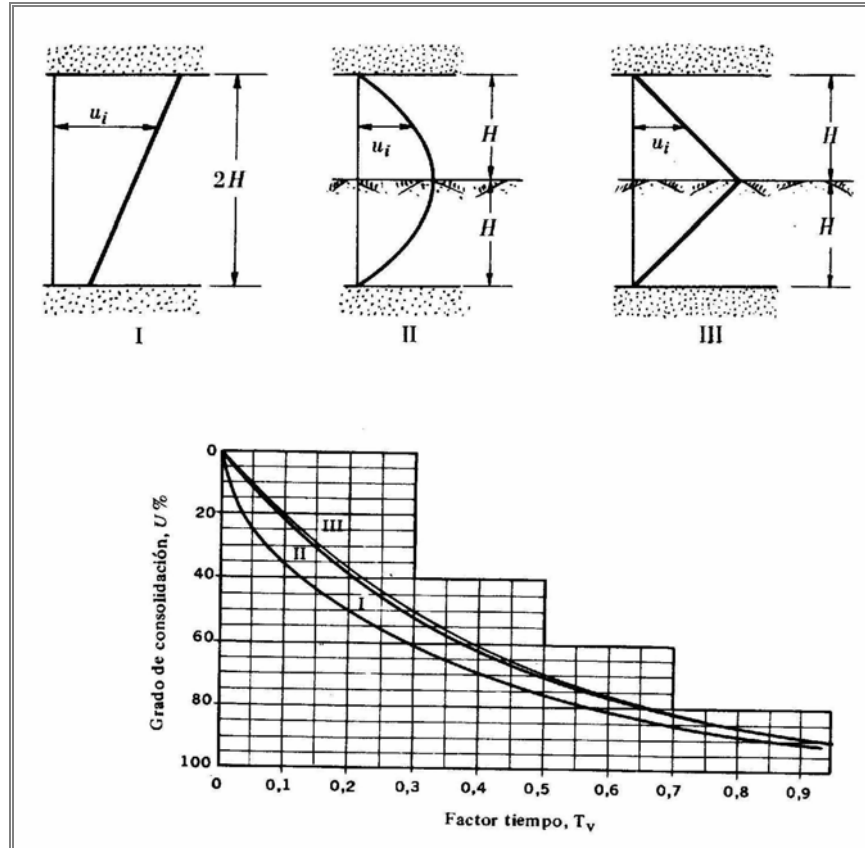 u_i
2H
I
u_i
H
H
II
u_i
H
H
III
Grado de consolidación, U %
0
20
40
60
80
100
III
II
I
0 0,1 0,2 0,3 0,4 0,5 0,6 0,7 0,8 0,9
Factor tiempo, T_v